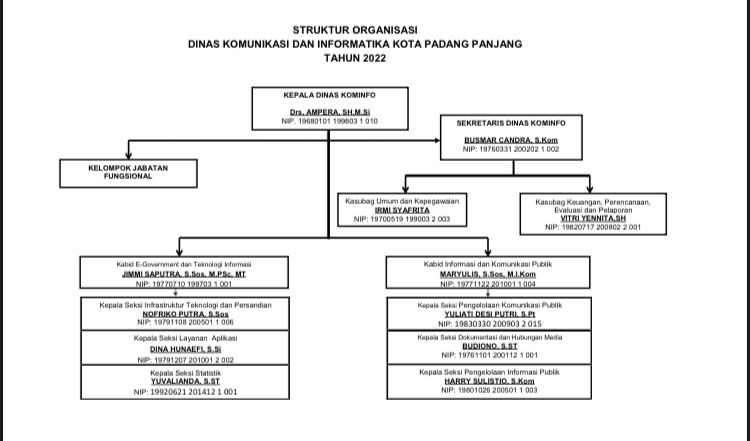 STRUKTUR ORGANISASI
DINAS KOMUNIKASI DAN INFORMATIKA KOTA PADANG PANJANG
TAHUN 2022
KEPALA DINAS KOMINFO
Drs. AMPERA, SH,M.Si
NIP. 19680101 199803 1 010
SEKRETARIS DINAS KOMINFO
BUSMAR CANDRA, S.Kom
NIP: 19760331 200202 1 002
KELOMPOK JABATAN
FUNGSIONAL
Kasubag Umum dan Kepegawaian
IRMI SYAFRITA
NIP: 19700519 199003 2 003
Kasubag Keuangan, Perencanaan,
Evaluasi dan Pelaporan
VITRI YENNITA,SH
NIP: 19820717 200802 2 001
Kabid E-Government dan Teknologi Informasi
JIMMI SAPUTRA, S.Sos, M.PSc, MT
NIP: 19770710 199703 1 001
Kepala Seksi Infrastruktur Teknologi dan Persandian
NOFRIKO PUTRA, S.Sos
NIP: 19791108 200501 1 006
Kepala Seksi Layanan Aplikasi
DINA HUNAEFI, S.Si
NIP: 19791207 201001 2 002
Kepala Seksi Statistik
YUVALIANDA, S.ST
NIP: 19920621 201412 1 001
Kabid Informasi dan Komunikasi Publik
MARYULIS, S.Sos, M.I.Kom
NIP: 19771122 201001 1 004
Kepala Seksi Pengelolaan Komunikasi Publik
YULIATI DESI PUTRI, S.Pt
NIP: 19830330 200903 2 015
Kepala Seksi Dokumentasi dan Hubungan Media
BUDIONO, S.ST
NIP: 19761101 200112 1 001
Kepala Seksi Pengelolaan Informasi Publik
HARRY SULISTIO, S.Kom
NIP: 19801026 200501 1 003